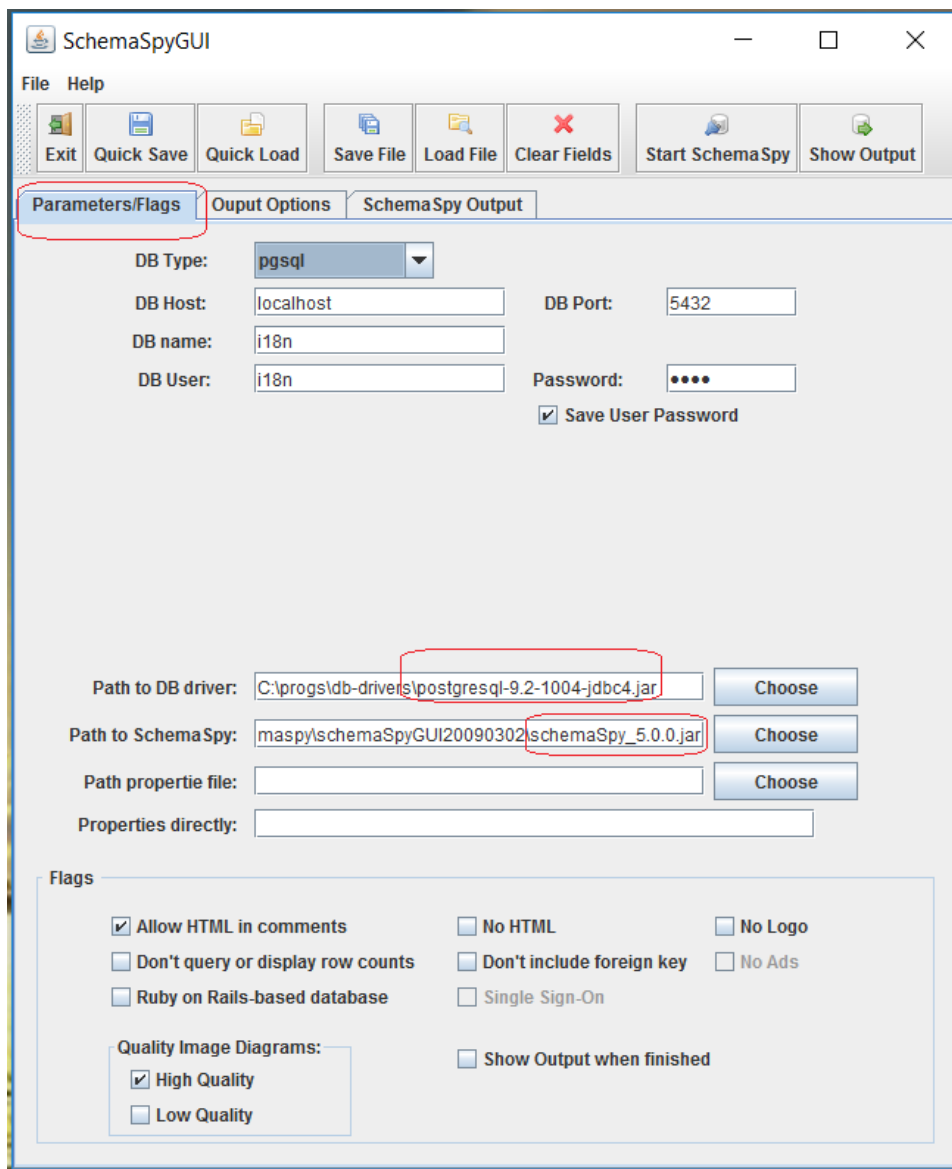 SchemaSpyGUI
File Help
Exit Quick Save Quick Load Save File Load File Clear Fields Start SchemaSpy Show Output
Parameters/Flags Ouput Options SchemaSpy Output
DB Type: pgsql
DB Host: localhost DB Port: 5432
DB name: i18n
DB User: i18n Password: ••••
Save User Password
Path to DB driver: C:\progs\db-drivers\postgresql-9.2-1004-jdbc4.jar Choose
Path to SchemaSpy: maspy\schemaSpyGUI20090302\schemaSpy_5.0.0.jar Choose
Path propertie file: Choose
Properties directly:
Flags
Allow HTML in comments No HTML No Logo
Don't query or display row counts Don't include foreign key No Ads
Ruby on Rails-based database Single Sign-On
Quality Image Diagrams:
Show Output when finished
High Quality
Low Quality